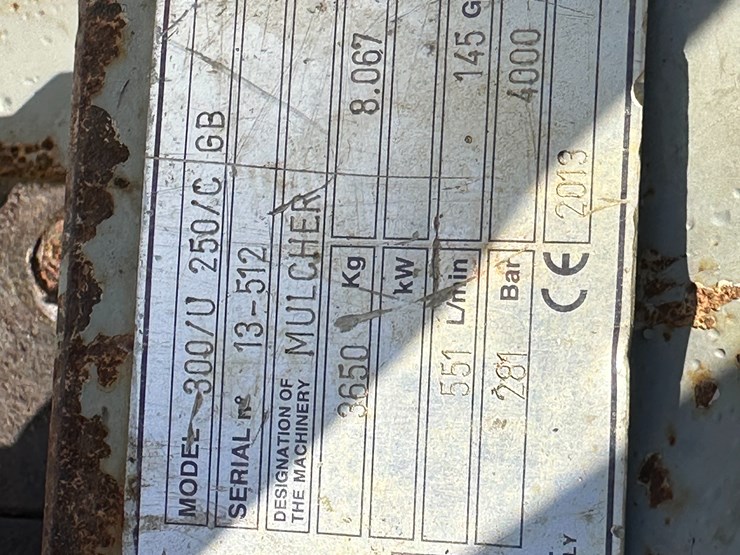 MODEL 300/U 250/C GB
SERIAL n° 13-512
DESIGNATION OF
THE MACHINERY MULCHER
3650 Kg 8.067
kW
551 L/min 145 G
281 Bar 4000
CE 2013
Y